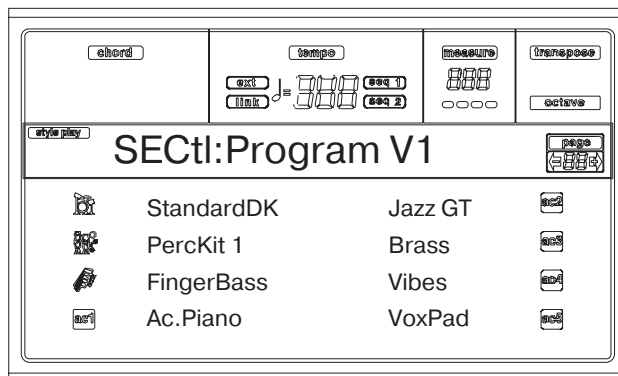 chord tempo measure transpose
ext seq 1
link seq 2
octave
style play
SECtl:Program V1
page
StandardDK Jazz GT ac2
PercKit 1 Brass ac3
FingerBass Vibes ac4
ac1 Ac.Piano VoxPad ac5